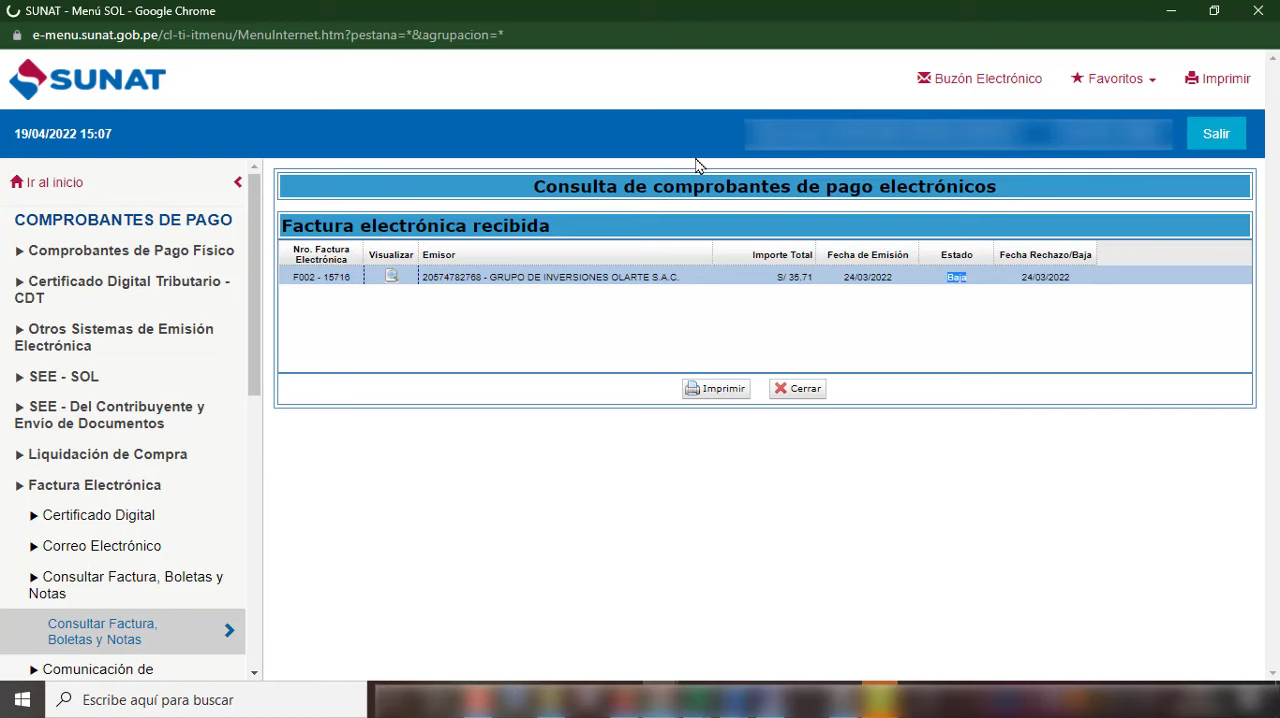 SUNAT - Menú SOL - Google Chrome
e-menu.sunat.gob.pe/cl-ti-itmenu/MenuInternet.htm?pestana=*&agrupacion=*
SUNAT
Buzón Electrónico
Favoritos
Imprimir
19/04/2022 15:07
Salir
Ir al inicio
COMPROBANTES DE PAGO
Comprobantes de Pago Físico
Certificado Digital Tributario -
CDT
Otros Sistemas de Emisión
Electrónica
SEE - SOL
SEE - Del Contribuyente y
Envío de Documentos
Liquidación de Compra
Factura Electrónica
Certificado Digital
Correo Electrónico
Consultar Factura, Boletas y
Notas
Consultar Factura,
Boletas y Notas
Comunicación de
Consulta de comprobantes de pago electrónicos
Factura electrónica recibida
Nro. Factura
Electrónica
Visualizar
Emisor
Importe Total
Fecha de Emisión
Estado
Fecha Rechazo/Baja
F002 - 15716
20574782768 - GRUPO DE INVERSIONES OLARTE S.A.C.
S/ 35.71
24/03/2022
Baja
24/03/2022
Imprimir
Cerrar
Escribe aquí para buscar